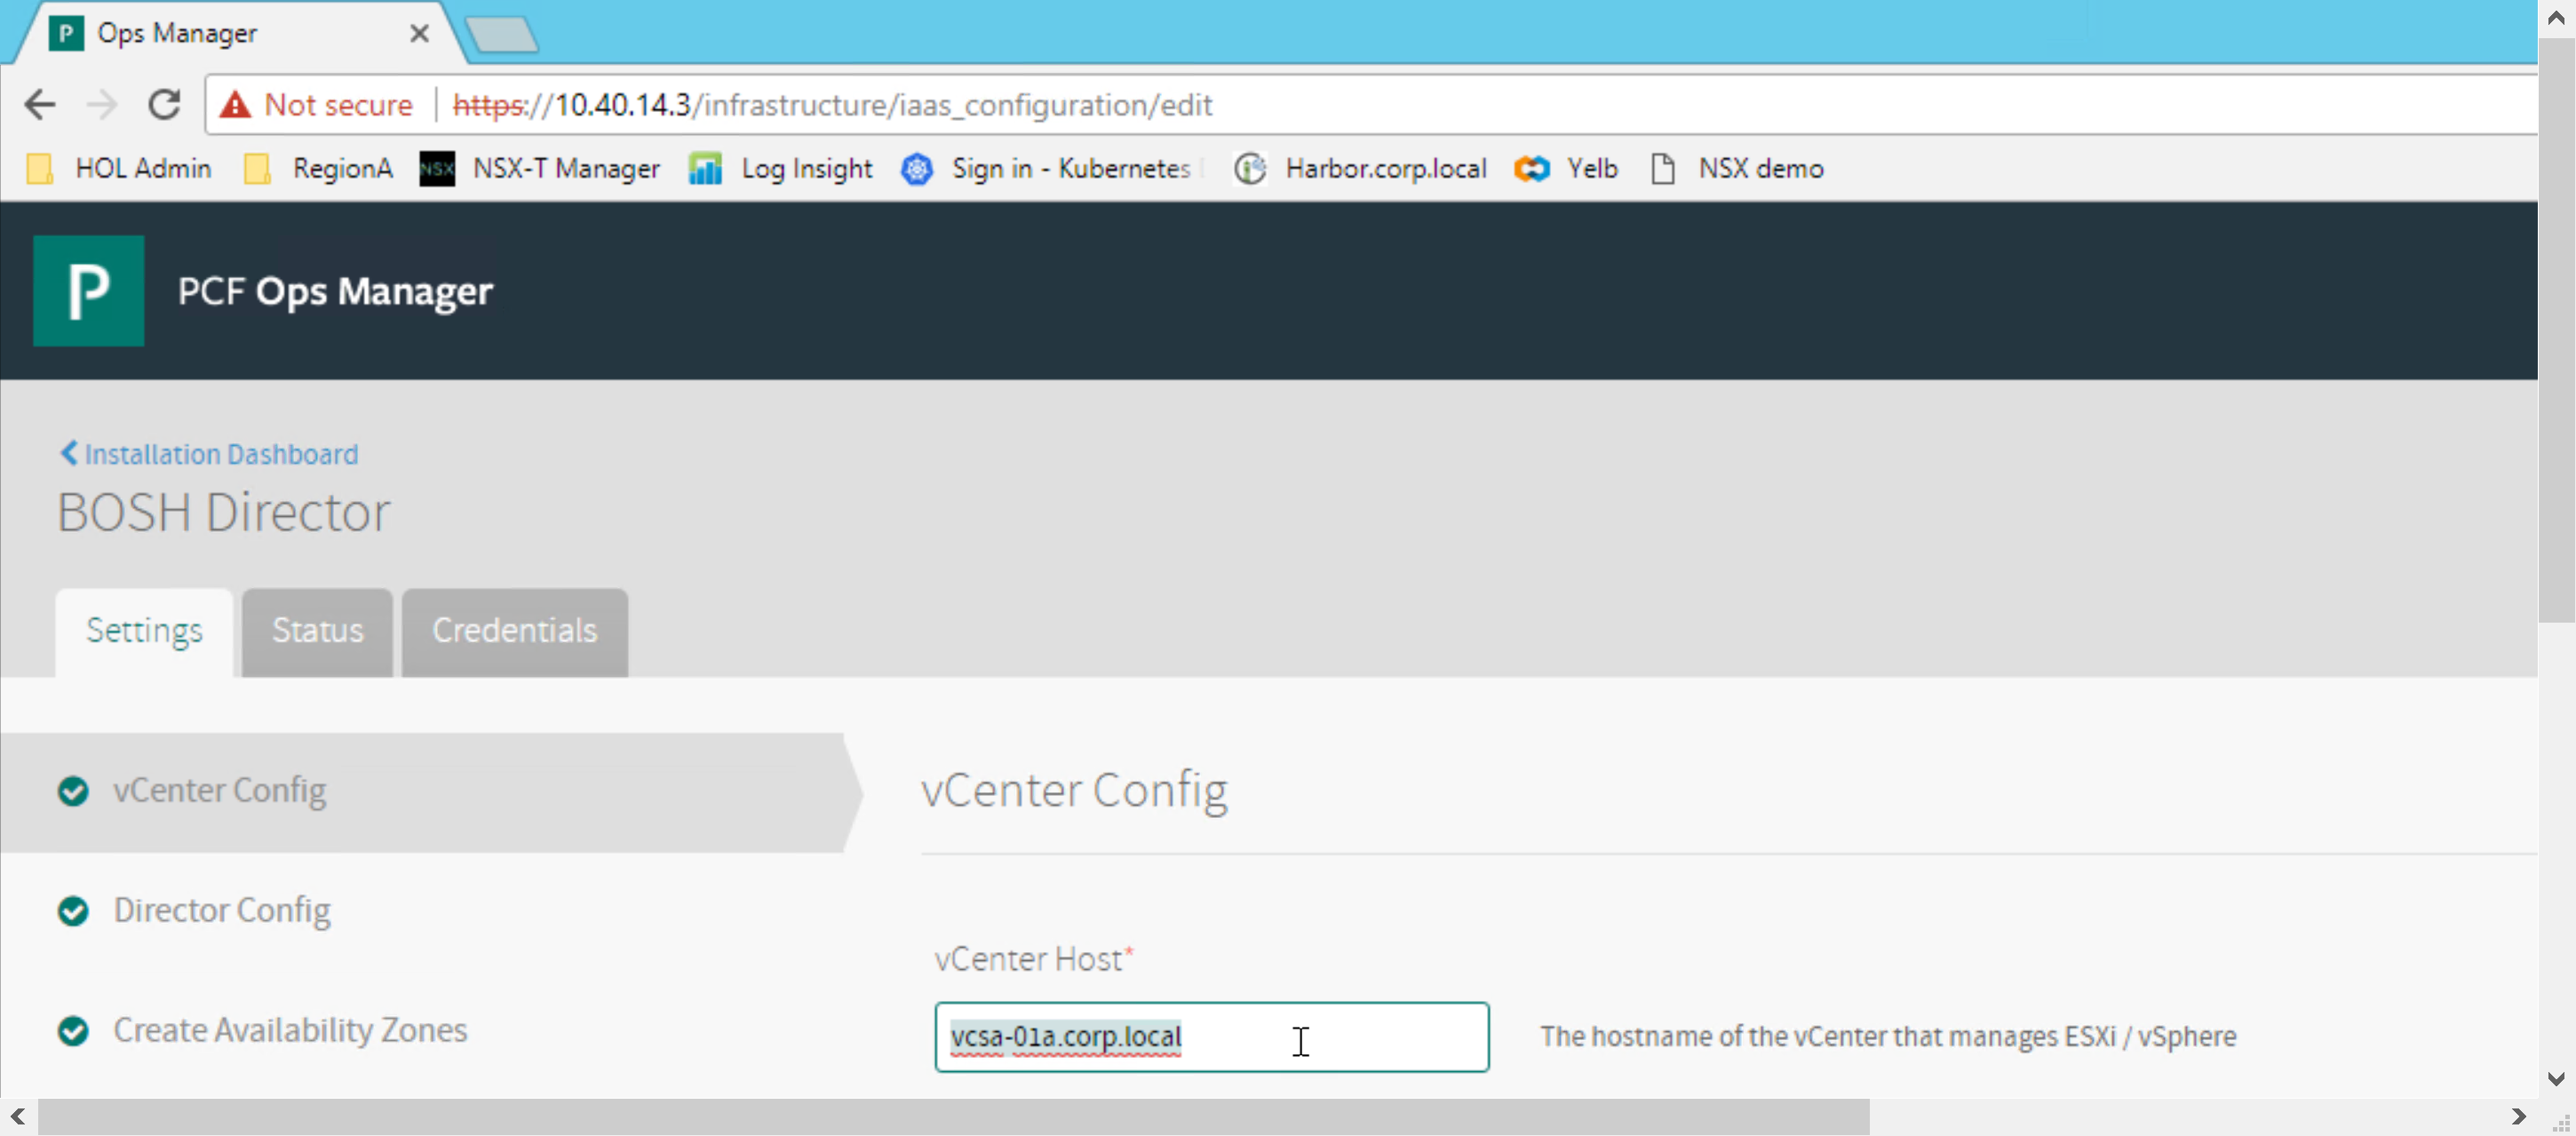 P Ops Manager
Not secure https://10.40.14.3/infrastructure/iaas_configuration/edit
HOL Admin RegionA NSX NSX-T Manager Log Insight Sign in - Kubernetes Harbor.corp.local Yelb NSX demo
P PCF Ops Manager
Installation Dashboard
BOSH Director
Settings Status Credentials
vCenter Config vCenter Config
Director Config
vCenter Host*
Create Availability Zones vcsa-01a.corp.local The hostname of the vCenter that manages ESXi / vSphere